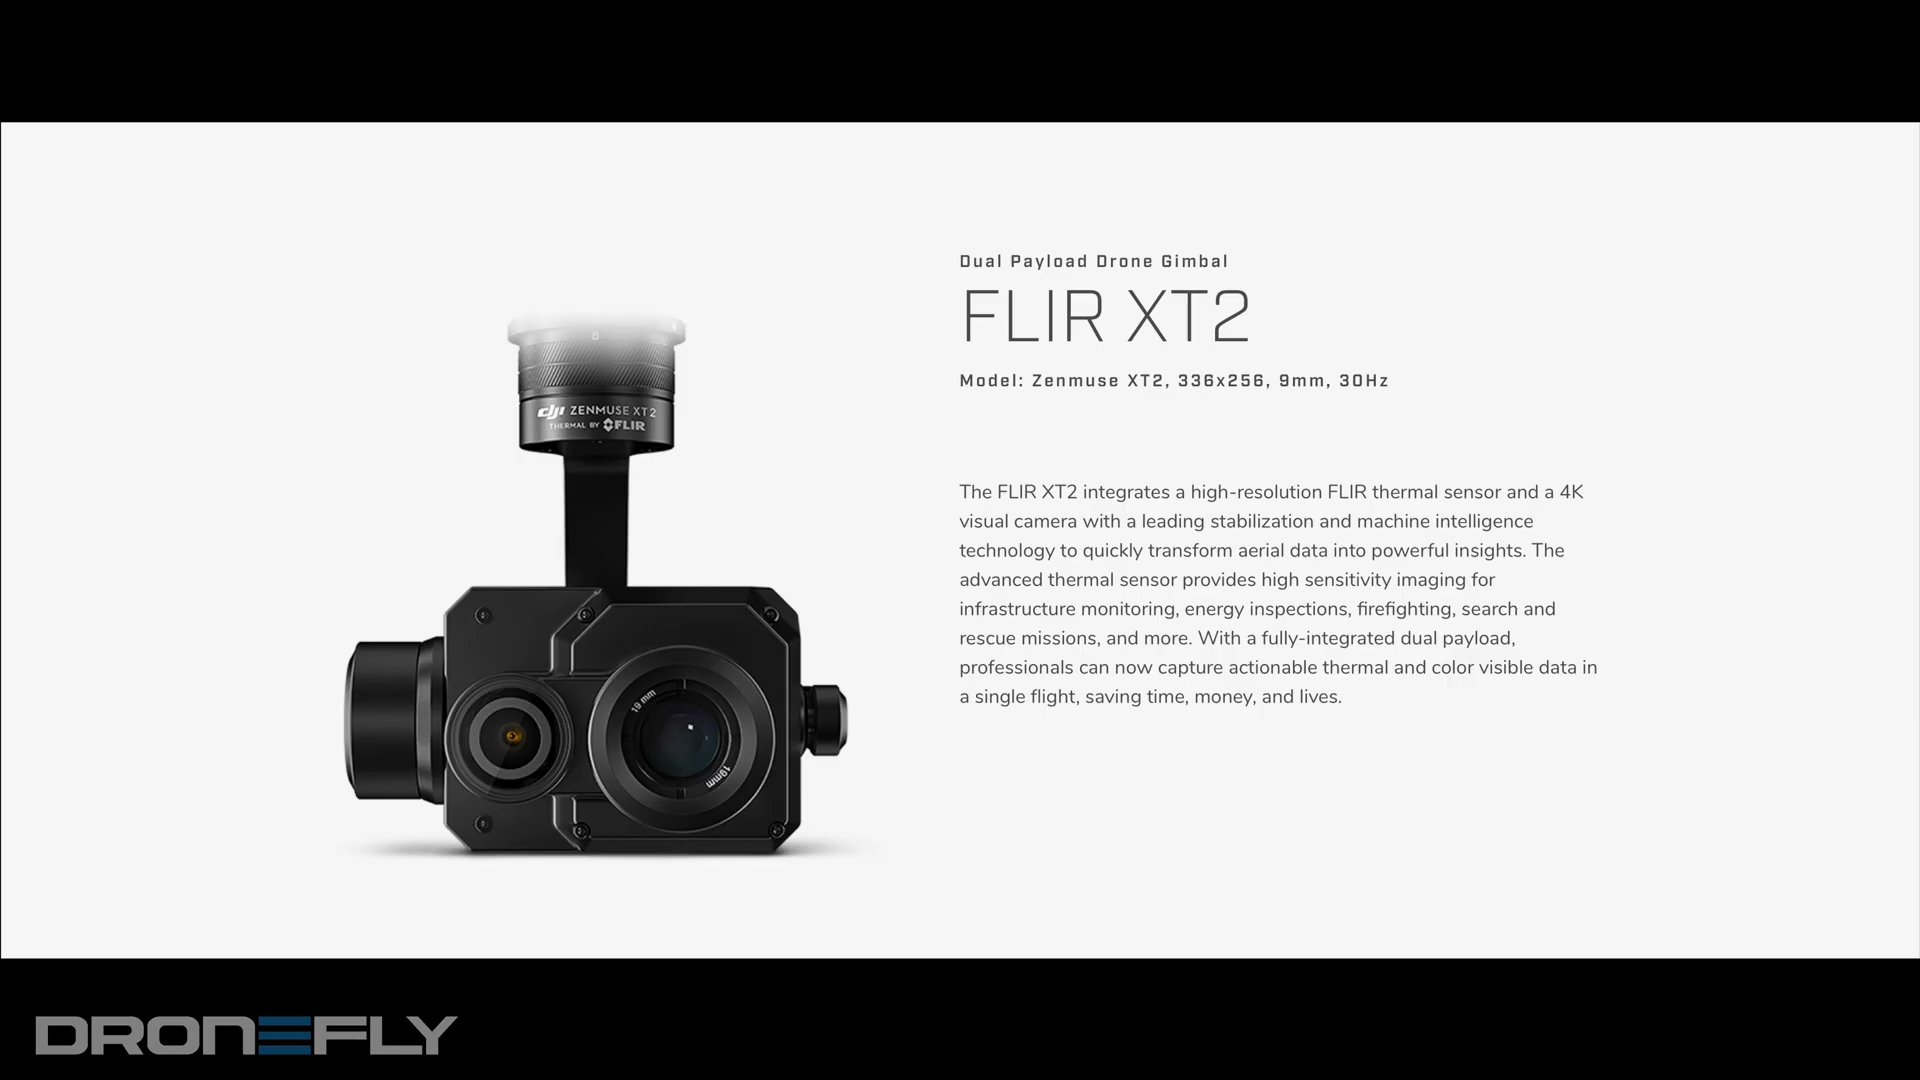 Dual Payload Drone Gimbal
FLIR XT2
Model: Zenmuse XT2, 336x256, 9mm, 30Hz
dji ZENMUSE XT 2
THERMAL BY FLIR
19 mm
19mm
The FLIR XT2 integrates a high-resolution FLIR thermal sensor and a 4K
visual camera with a leading stabilization and machine intelligence
technology to quickly transform aerial data into powerful insights. The
advanced thermal sensor provides high sensitivity imaging for
infrastructure monitoring, energy inspections, firefighting, search and
rescue missions, and more. With a fully-integrated dual payload,
professionals can now capture actionable thermal and color visible data in
a single flight, saving time, money, and lives.
DRONEFLY